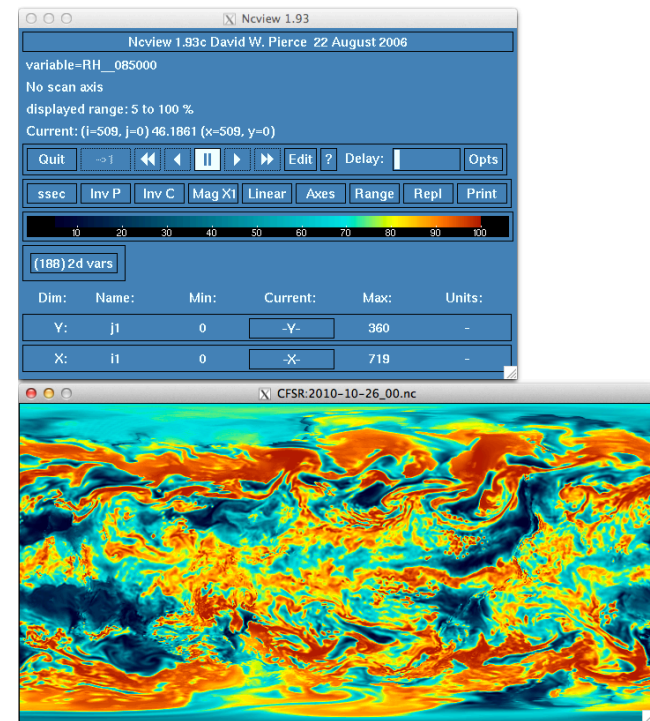 Ncview 1.93
Ncview 1.93c David W. Pierce 22 August 2006
variable=RH__085000
No scan axis
displayed range: 5 to 100 %
Current: (i=509, j=0) 46.1861 (x=509, y=0)
Quit ->1 Edit ? Delay: Opts
ssec Inv P Inv C Mag X1 Linear Axes Range Repl Print
10 20 30 40 50 60 70 80 90 100
(188) 2d vars
Dim: Name: Min: Current: Max: Units:
Y: j1 0 -Y- 360 -
X: i1 0 -X- 719 -
CFSR:2010-10-26_00.nc